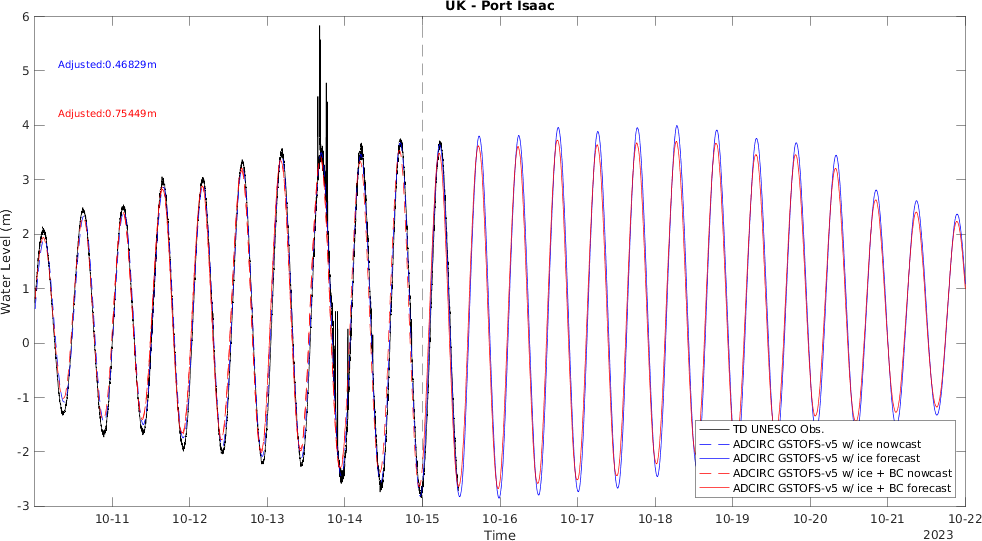 UK - Port Isaac
6
5
4
3
2
1
0
-1
-2
-3
Water Level (m)
Adjusted:0.46829m
Adjusted:0.75449m
TD UNESCO Obs.
ADCIRC GSTOFS-v5 w/ ice nowcast
ADCIRC GSTOFS-v5 w/ ice forecast
ADCIRC GSTOFS-v5 w/ ice + BC nowcast
ADCIRC GSTOFS-v5 w/ ice + BC forecast
10-11 10-12 10-13 10-14 10-15 10-16 10-17 10-18 10-19 10-20 10-21 10-22
2023
Time